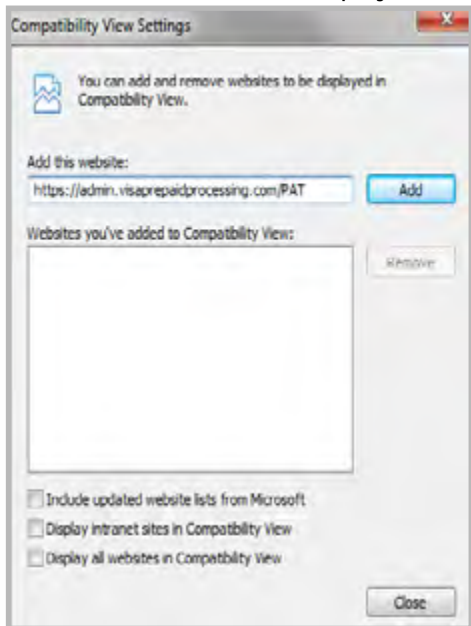 Compatibility View Settings
You can add and remove websites to be displayed in
Compatibility View.
Add this website:
https://admin.visaprepaidprocessing.com/PAT
Add
Websites you've added to Compatibility View:
Remove
Include updated website lists from Microsoft
Display intranet sites in Compatibility View
Display all websites in Compatibility View
Close